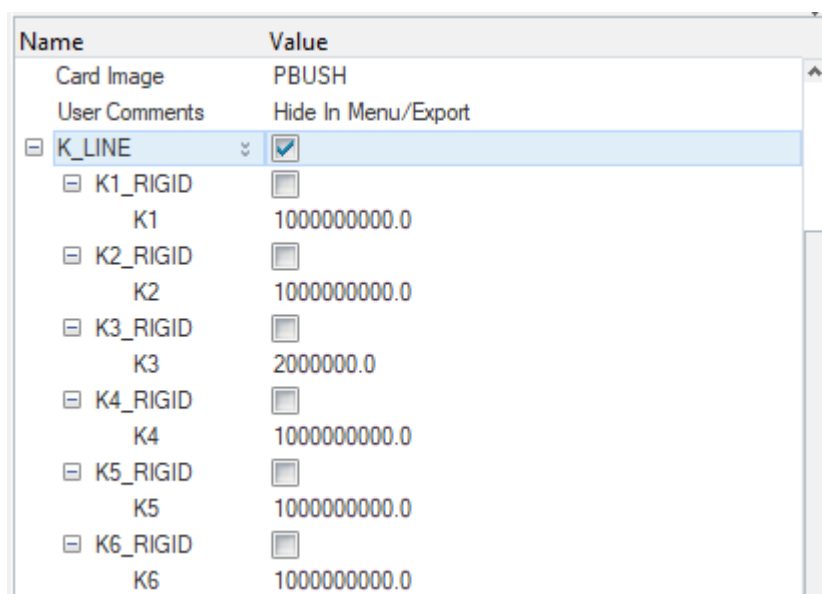 Name Value
Card Image PBUSH
User Comments Hide In Menu/Export
K_LINE
K1_RIGID
K1 1000000000.0
K2_RIGID
K2 1000000000.0
K3_RIGID
K3 2000000.0
K4_RIGID
K4 1000000000.0
K5_RIGID
K5 1000000000.0
K6_RIGID
K6 1000000000.0